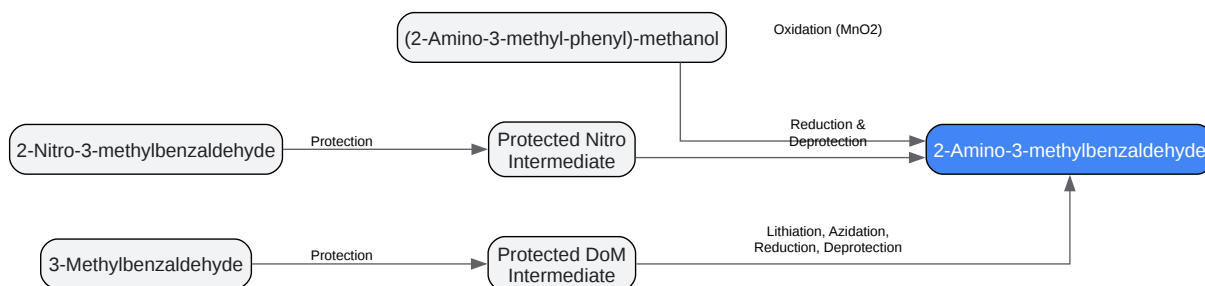 (2-Amino-3-methyl-phenyl)-methanol
Oxidation (MnO2)
2-Nitro-3-methylbenzaldehyde
Protection
Protected Nitro
Intermediate
Reduction &
Deprotection
2-Amino-3-methylbenzaldehyde
3-Methylbenzaldehyde
Protection
Protected DoM
Intermediate
Lithiation, Azidation,
Reduction, Deprotection